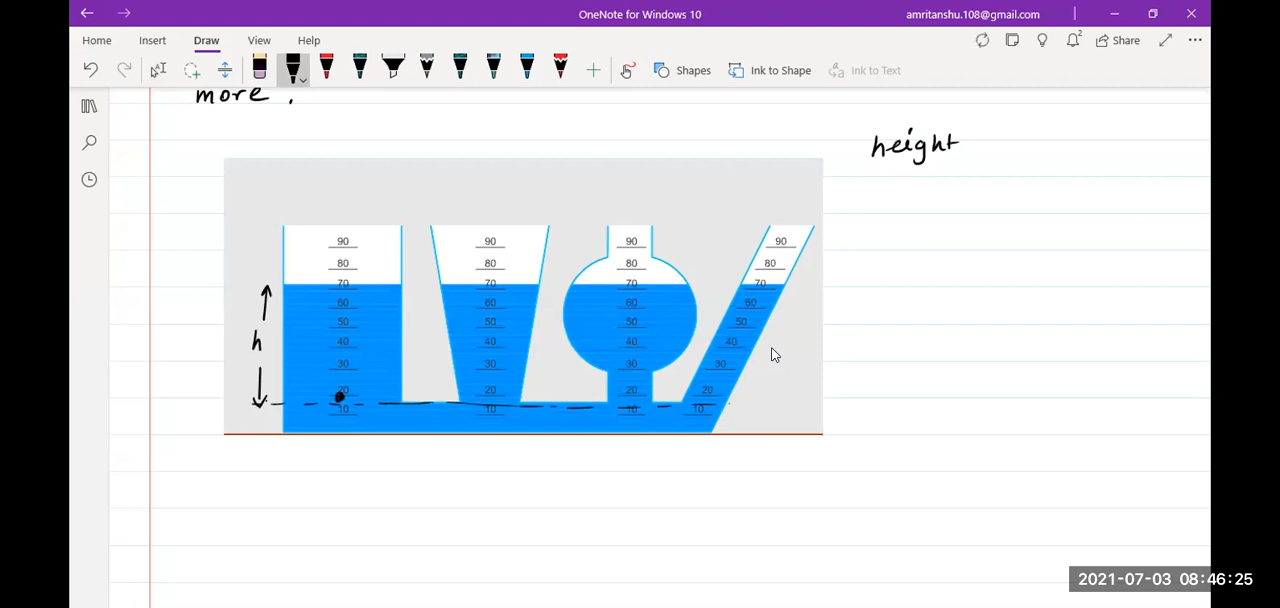 OneNote for Windows 10
amritanshu.108@gmail.com
Home Insert Draw View Help
2
Share
Shapes
Ink to Shape
Ink to Text
more .
height
90 90 90 90
80 80 80 80
70 70 70 70
60 60 60 60
50 50 50 50
h
40 40 40 40
30 30 30 30
20 20 20 20
10 10 10 10
2021-07-03 08:46:25